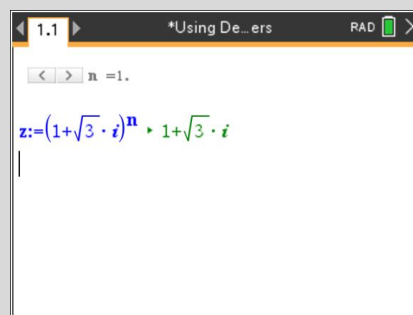 1.1 *Using De...ers RAD
< > n =1.
z:=(1+√3 · i)ⁿ ▸ 1+√3 · i